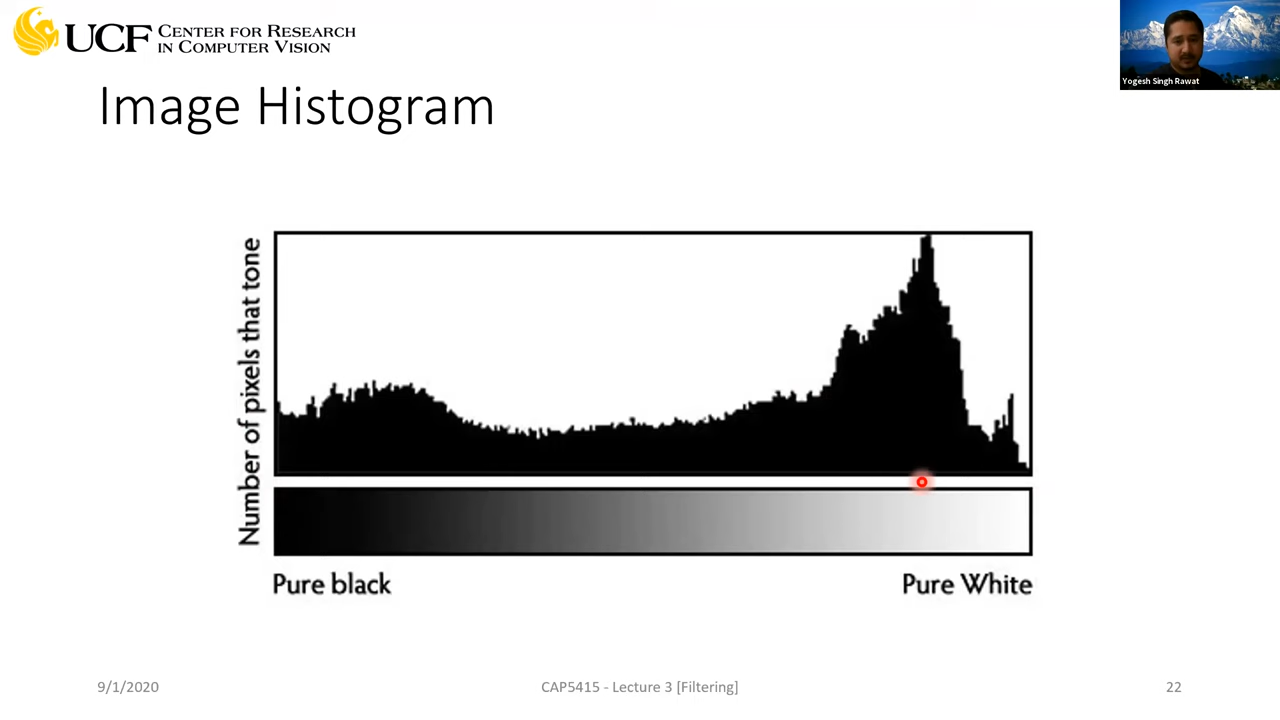 UCF CENTER FOR RESEARCH
IN COMPUTER VISION
Yogesh Singh Rawat
Image Histogram
Number of pixels that tone
Pure black
Pure White
9/1/2020
CAP5415 - Lecture 3 [Filtering]
22